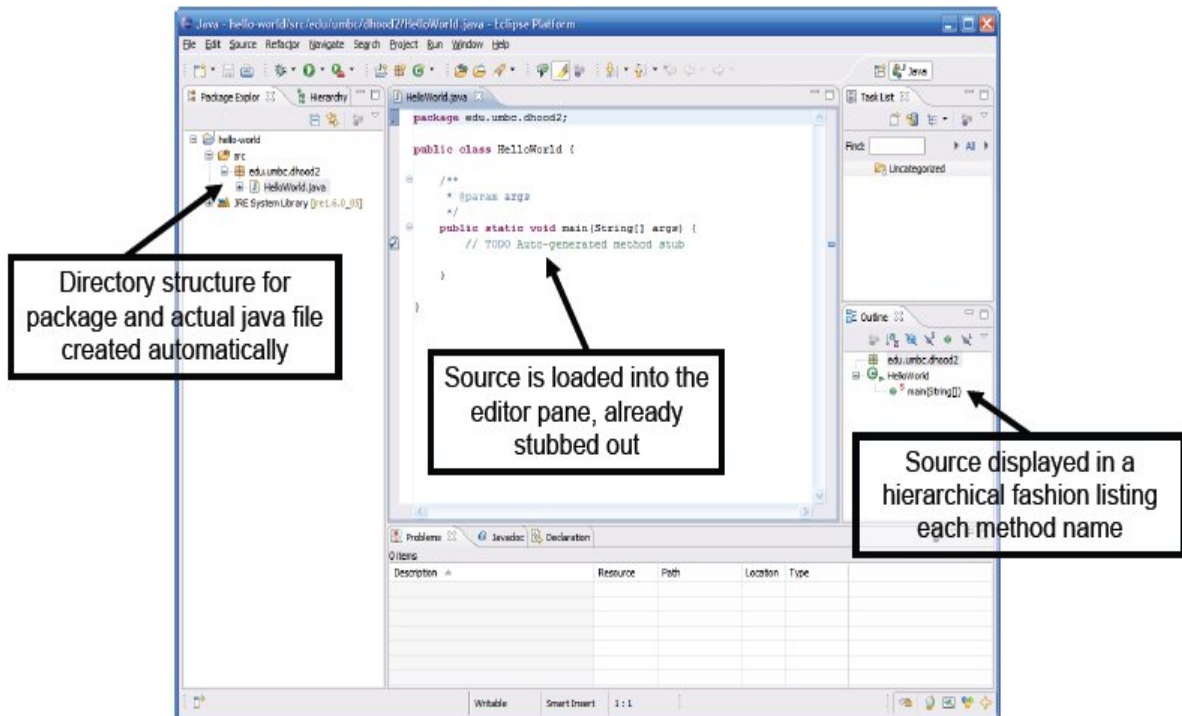 Java - hello-world/src/edu/umbc/dhood2/HelloWorld.java - Eclipse Platform
File Edit Source Refactor Navigate Search Project Run Window Help
Java
Package Explor
Hierarchy
hello-world
src
edu.umbc.dhood2
HelloWorld.java
JRE System Library [jre1.6.0_05]
Directory structure for
package and actual java file
created automatically
HelloWorld.java
package edu.umbc.dhood2;
public class HelloWorld {
/**
* @param args
*/
public static void main(String[] args) {
// TODO Auto-generated method stub
}
}
Source is loaded into the
editor pane, already
stubbed out
Task List
Find:
All
Uncategorized
Outline
edu.umbc.dhood2
HelloWorld
S
main(String[])
Source displayed in a
hierarchical fashion listing
each method name
Problems
Javadoc
Declaration
0 items
Description Resource Path Location Type
Writable Smart Insert 1 : 1